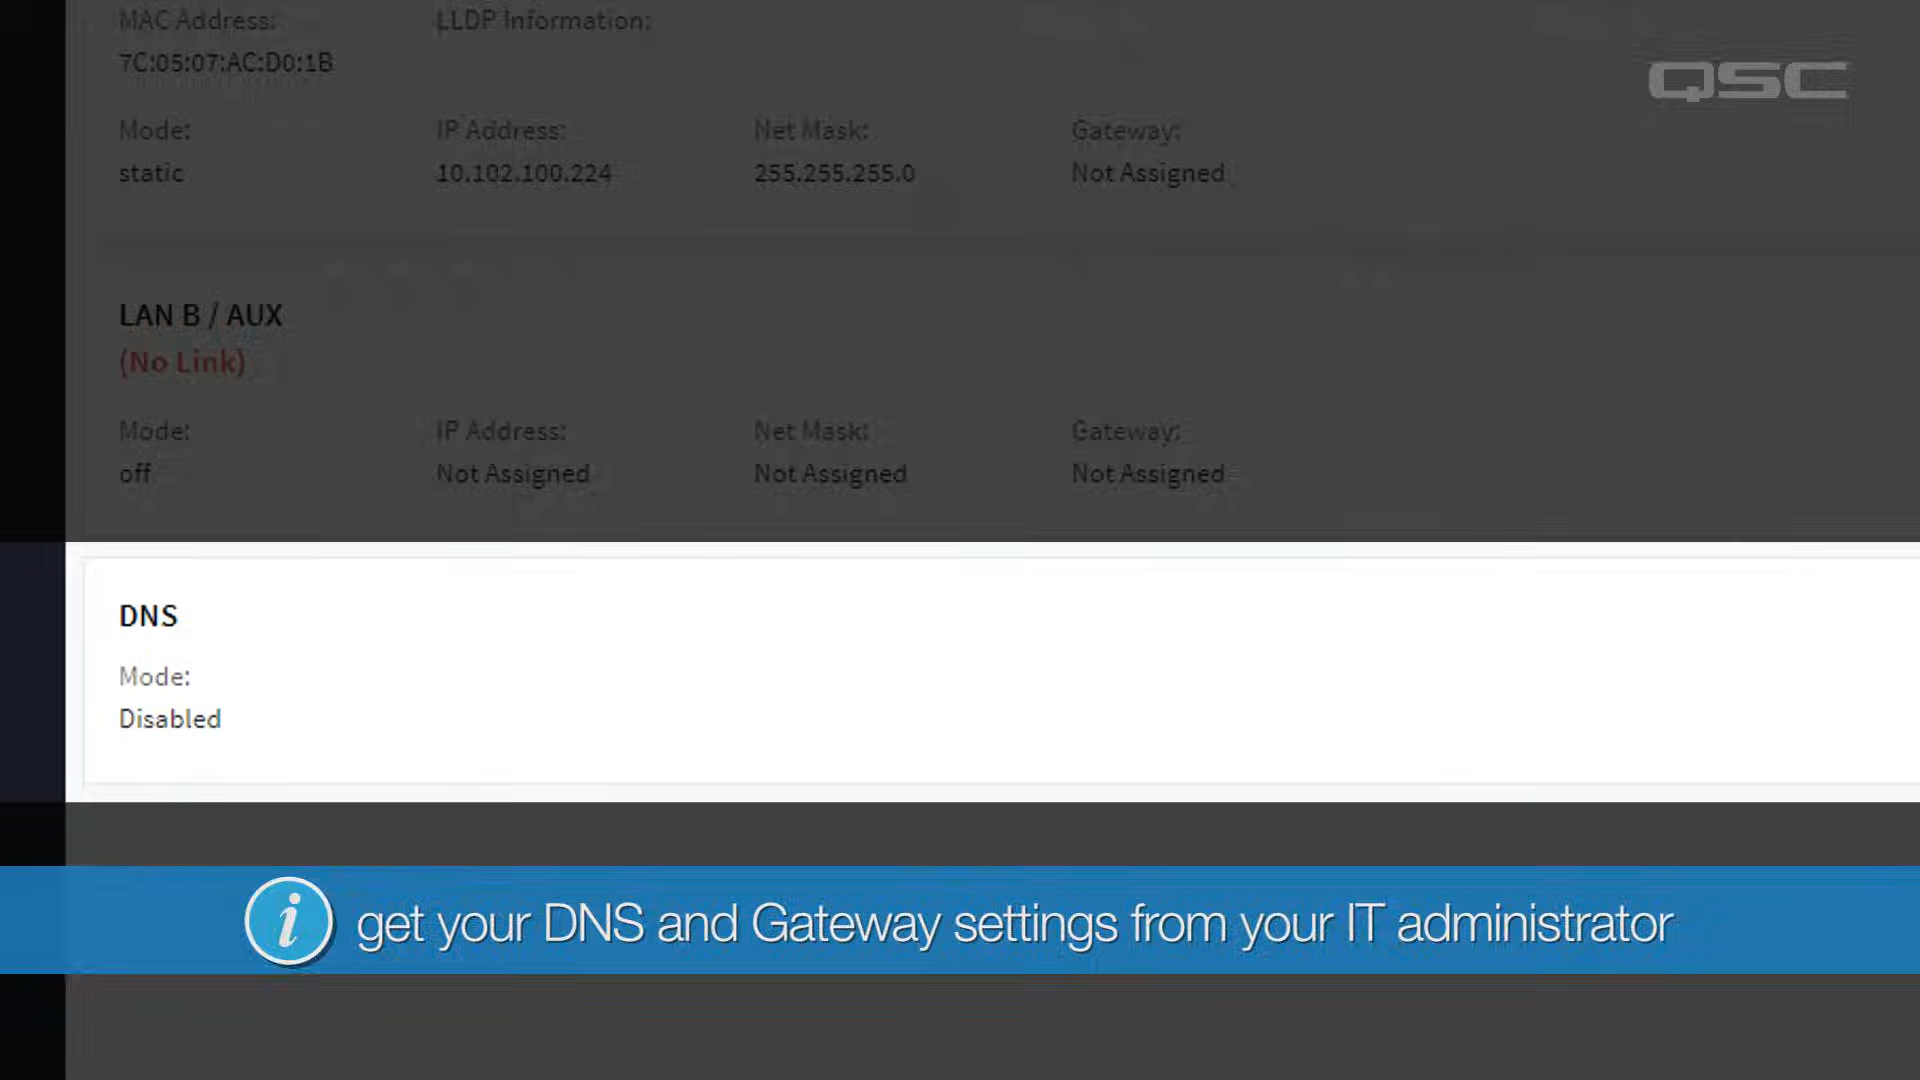 MAC Address: LLDP Information:
7C:05:07:AC:D0:1B
QSC
Mode: IP Address: Net Mask: Gateway:
static 10.102.100.224 255.255.255.0 Not Assigned
LAN B / AUX
(No Link)
Mode: IP Address: Net Mask: Gateway:
off Not Assigned Not Assigned Not Assigned
DNS
Mode:
Disabled
i get your DNS and Gateway settings from your IT administrator